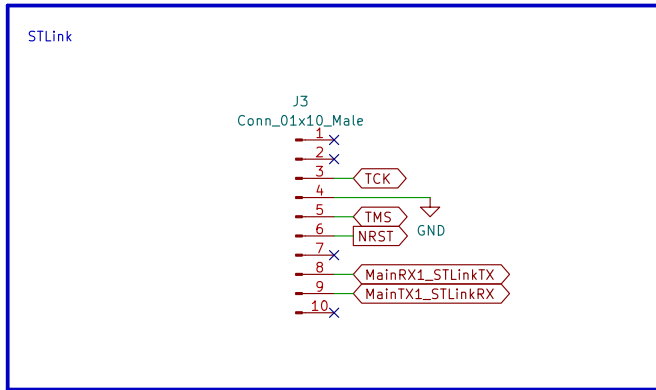 STLink
J3
Conn_01x10_Male
1
2
3 TCK
4
5 TMS
GND
6 NRST
7
8 MainRX1_STLinkTX
9 MainTX1_STLinkRX
10